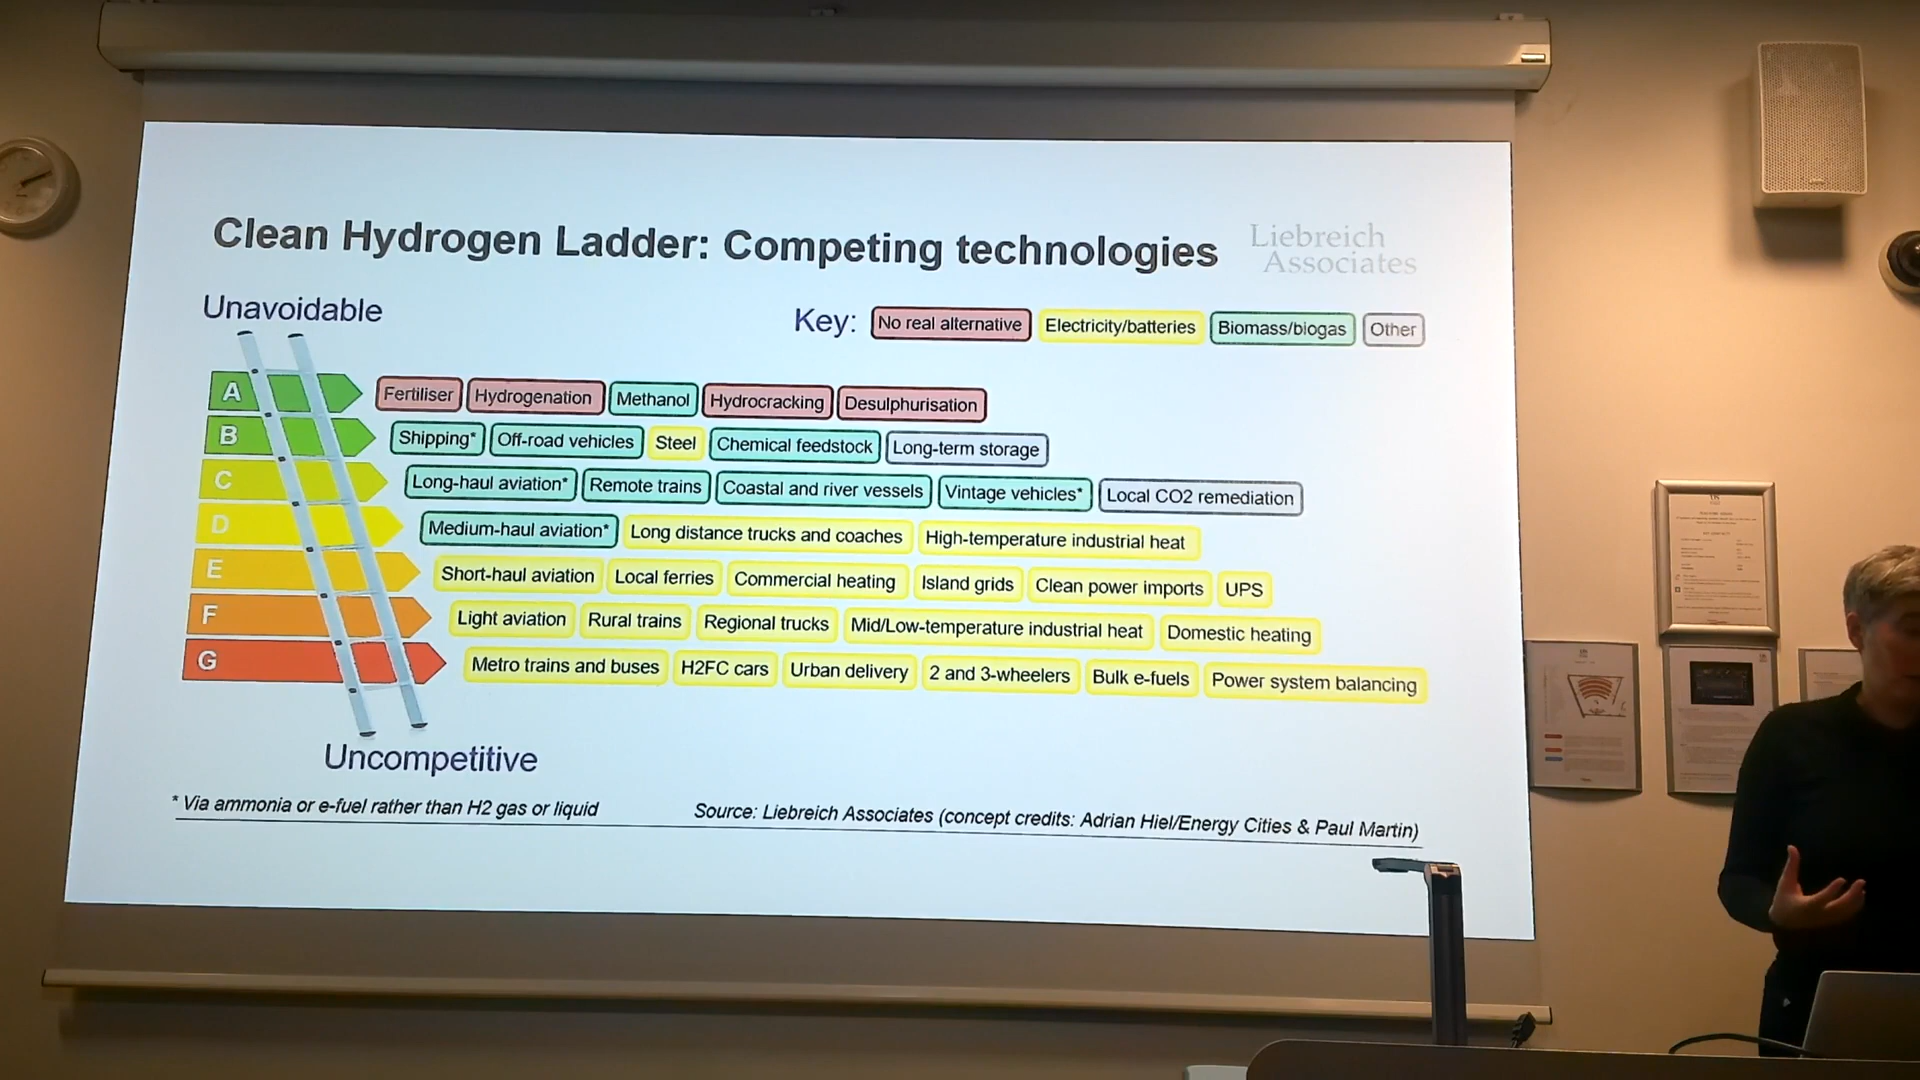 Clean Hydrogen Ladder: Competing technologies
Liebreich
Associates
Unavoidable
Key: No real alternative Electricity/batteries Biomass/biogas Other
A Fertiliser Hydrogenation Methanol Hydrocracking Desulphurisation
B Shipping* Off-road vehicles Steel Chemical feedstock Long-term storage
C Long-haul aviation* Remote trains Coastal and river vessels Vintage vehicles* Local CO2 remediation
D Medium-haul aviation* Long distance trucks and coaches High-temperature industrial heat
E Short-haul aviation Local ferries Commercial heating Island grids Clean power imports UPS
F Light aviation Rural trains Regional trucks Mid/Low-temperature industrial heat Domestic heating
G Metro trains and buses H2FC cars Urban delivery 2 and 3-wheelers Bulk e-fuels Power system balancing
Uncompetitive
* Via ammonia or e-fuel rather than H2 gas or liquid
Source: Liebreich Associates (concept credits: Adrian Hiel/Energy Cities & Paul Martin)